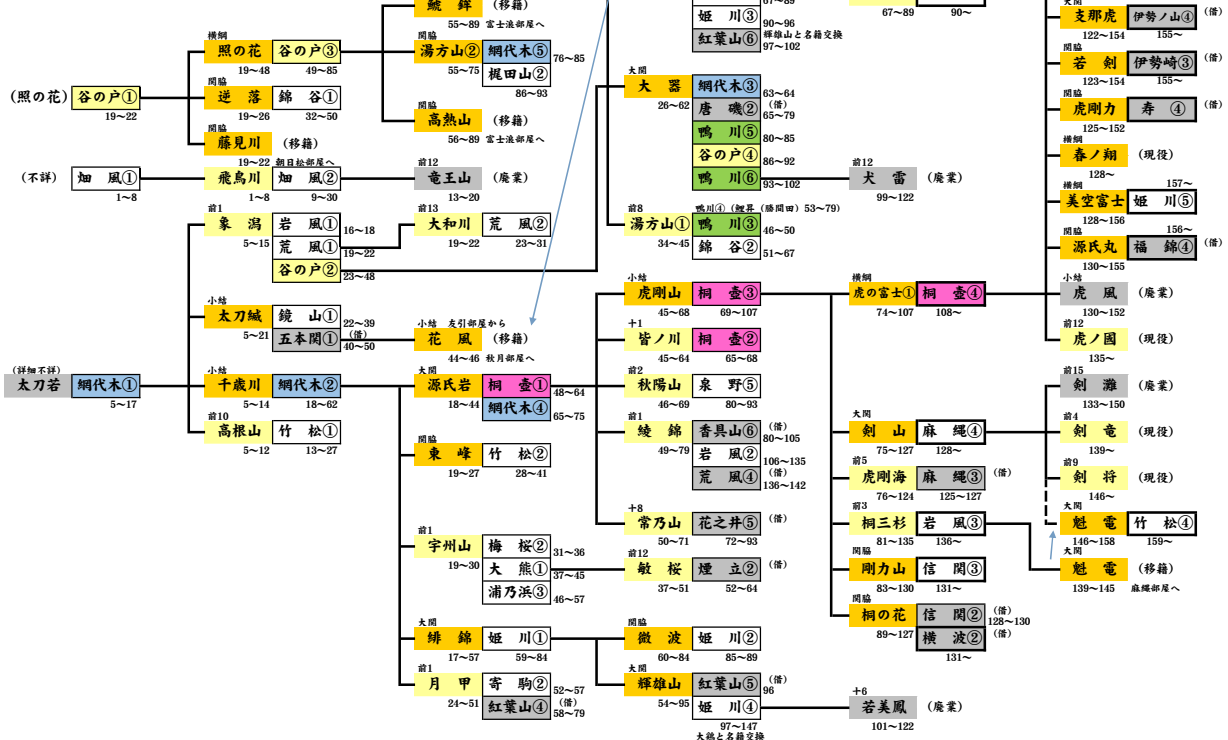 鯱 鉾 (移籍)
55~89 富士浪部屋へ
横綱
照の花 谷の戸③
19~48 49~85
関脇
湯方山② 網代木⑤ 76~85
55~75 梶田山②
86~93
(照の花) 谷の戸①
19~22
関脇
逆 落 錦 谷①
19~26 32~50
関脇
高熱山 (移籍)
56~89 富士浪部屋へ
関脇
藤見川 (移籍)
19~22 朝日松部屋へ
(不詳) 畑 風①
1~8
飛鳥川 畑 風②
1~8 9~30
前12
竜王山 (廃業)
13~20
前1
象 潟 岩 風① 16~18
5~15 荒 風① 19~22
谷の戸② 23~48
前13
大和川 荒 風②
19~22 23~31
小結
太刀絨 鏡 山① 22~39
5~21 五本関① (借) 40~50
小結 友引部屋から
花 風 (移籍)
44~46 秋月部屋へ
(詳細不詳)
太刀若 網代木①
5~17
小結
千歳川 網代木②
5~14 18~62
前10
高根山 竹 松①
5~12 13~27
大関
源氏岩 桐 壺① 48~64
18~44 網代木④ 65~75
関脇
東 峰 竹 松②
19~27 28~41
前1
宇州山 梅 桜② 31~36
19~30 大 熊① 37~45
浦乃浜③ 46~57
大関
緋 錦 姫 川①
17~57 59~84
前1
月 甲 寄 駒② 52~57
24~51 紅葉山④ (借) 58~79
67~89
姫 川③ 90~96
紅葉山⑥ 輝雄山と名籍交換
97~102
大関
大 器 網代木③ 63~64
26~62 唐 磯② (借) 65~79
鴨 川⑤ 80~85
谷の戸④ 86~92
鴨 川⑥ 93~102
前12
犬 雷 (廃業)
99~122
前8 鴨川④(鯉昇(勝間田)53~79)
湯方山① 鴨 川③ 46~50
34~45 錦 谷② 51~67
小結
虎剛山 桐 壺③
45~68 69~107
+1
皆ノ川 桐 壺②
45~64 65~68
前2
秋陽山 泉 野⑤
46~69 80~93
前1
綾 錦 香具山⑥ (借) 80~105
49~79 岩 風② 106~135
荒 風④ (借) 136~142
+8
常乃山 花之井⑤ (借)
50~71 72~93
前12
敏 桜 煙 立② (借)
37~51 52~64
関脇
微 波 姫 川②
60~84 85~89
大関
輝雄山 紅葉山⑤ (借) 96
54~95 姫 川④
97~147
大鶏と名籍交換
+6
若美鳳 (廃業)
101~122
67~89 90~
横綱
虎の富士① 桐 壺④
74~107 108~
大関
剣 山 麻 縄④
75~127 128~
前5
虎剛海 麻 縄③ (借)
76~124 125~127
前3
桐三杉 岩 風③
81~135 136~
関脇
剛力山 信 関③
83~130 131~
関脇
桐の花 信 関② (借) 128~130
89~127 横 波② (借)
131~
大関
支那虎 伊勢ノ山④ (借)
122~154 155~
関脇
若 剣 伊勢崎③ (借)
123~154 155~
関脇
虎剛力 寿 ④ (借)
125~152
横綱
春ノ翔 (現役)
128~
横綱 157~
美空富士 姫 川⑤
128~156
関脇 156~
源氏丸 福 錦④ (借)
130~155
小結
虎 風 (廃業)
130~152
前12
虎ノ國 (現役)
135~
前15
剣 灘 (廃業)
133~150
前4
剣 竜 (現役)
139~
前9
剣 将 (現役)
146~
大関
魁 電 竹 松④
146~158 159~
大関
魁 電 (移籍)
139~145 麻縄部屋へ